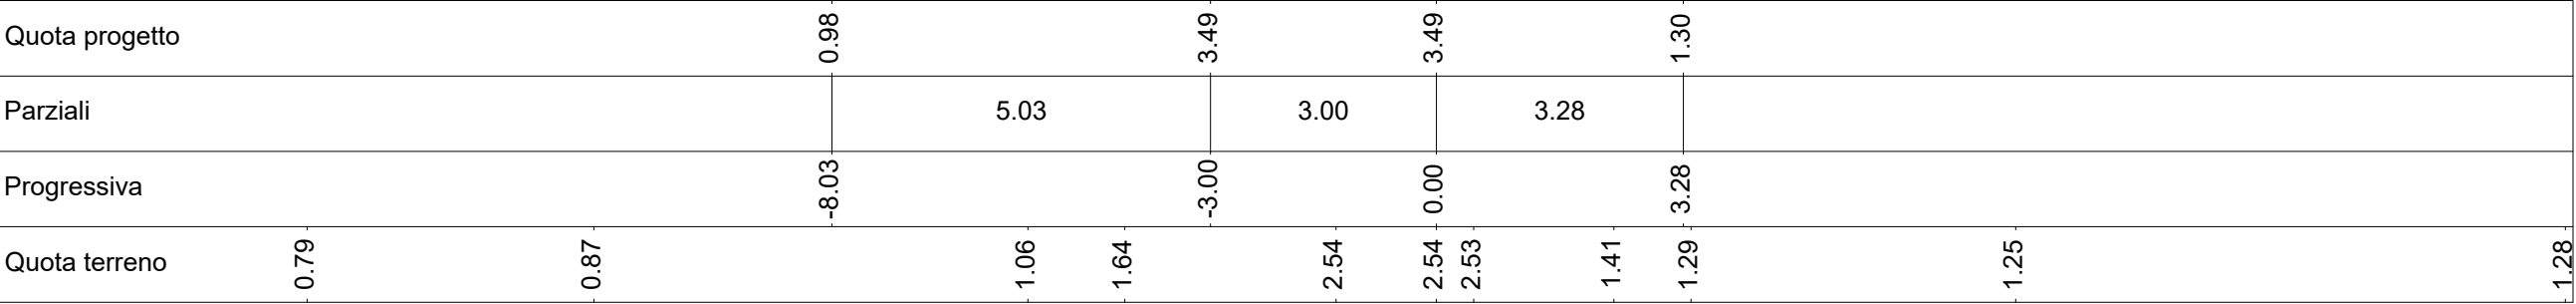 Quota progetto 0.98 3.49 3.49 1.30
Parziali 5.03 3.00 3.28
Progressiva -8.03 -3.00 0.00 3.28
Quota terreno 0.79 0.87 1.06 1.64 2.54 2.54 2.53 1.41 1.29 1.25 1.28